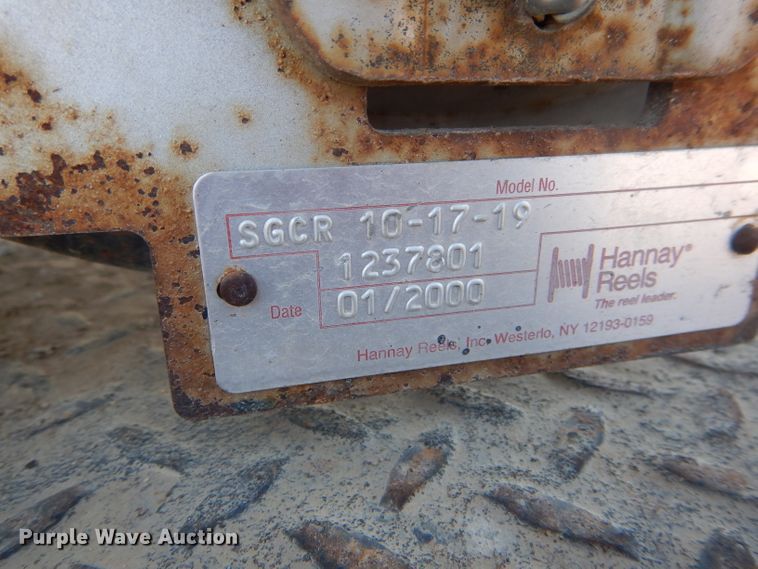 Model No.
SGCR 10-17-19
1237801
Date 01/2000
Hannay®
Reels
The reel leader.
Hannay Reels, Inc. Westerlo, NY 12193-0159
Purple Wave Auction